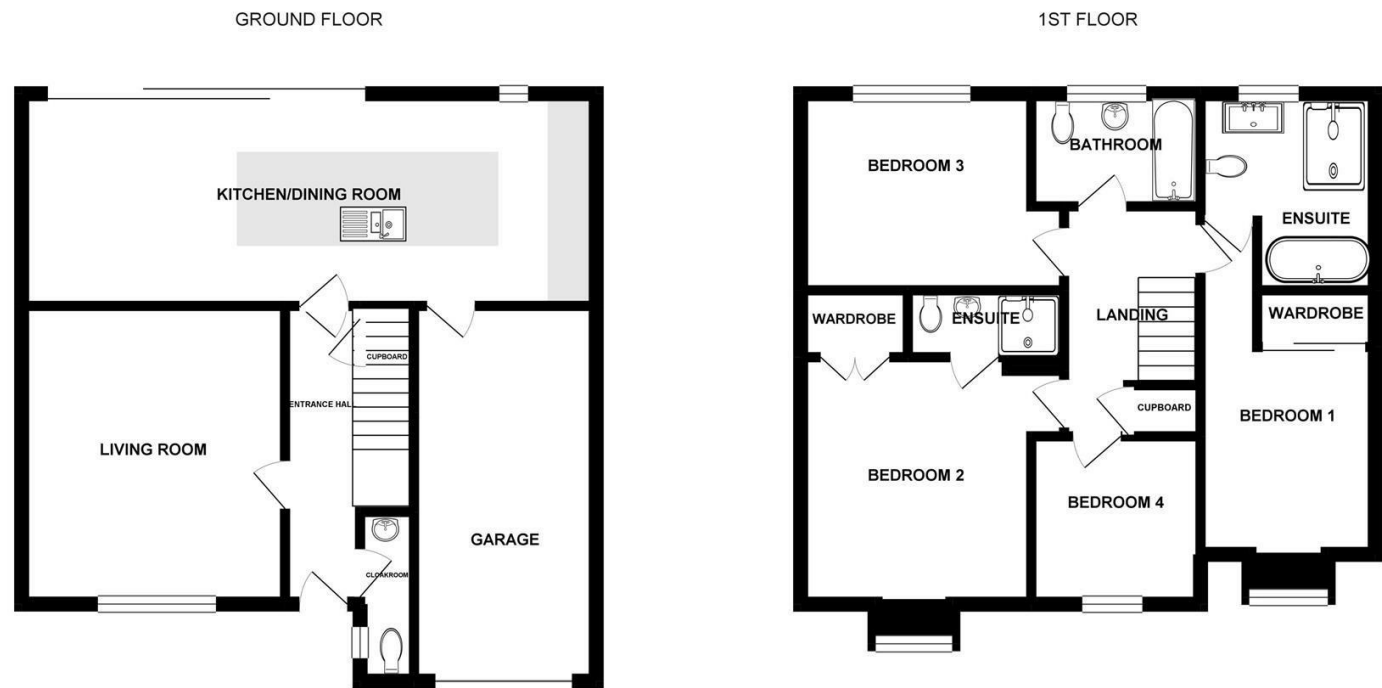 GROUND FLOOR
KITCHEN/DINING ROOM
CUPBOARD
ENTRANCE HALL
LIVING ROOM
GARAGE
CLOAKROOM
1ST FLOOR
BATHROOM
BEDROOM 3
ENSUITE
WARDROBE
ENSUITE
LANDING
WARDROBE
CUPBOARD
BEDROOM 1
BEDROOM 2
BEDROOM 4